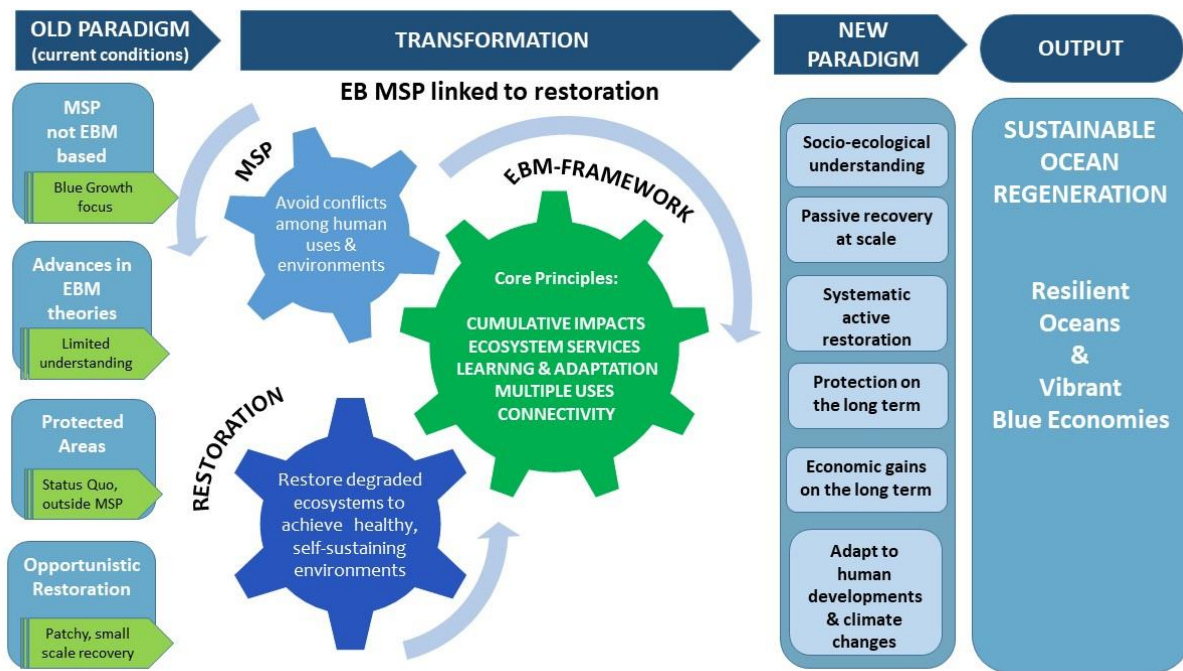 OLD PARADIGM
(current conditions)
TRANSFORMATION
NEW
PARADIGM
OUTPUT
MSP
not EBM
based
Blue Growth
focus
Advances in
EBM
theories
Limited
understanding
Protected
Areas
Status Quo,
outside MSP
Opportunistic
Restoration
Patchy, small
scale recovery
EB MSP linked to restoration
MSP
Avoid conflicts
among human
uses &
environments
EBM-FRAMEWORK
Core Principles:
CUMULATIVE IMPACTS
ECOSYSTEM SERVICES
LEARNNG & ADAPTATION
MULTIPLE USES
CONNECTIVITY
RESTORATION
Restore degraded
ecosystems to
achieve healthy,
self-sustaining
environments
Socio-ecological
understanding
Passive recovery
at scale
Systematic
active
restoration
Protection on
the long term
Economic gains
on the long term
Adapt to
human
developments
& climate
changes
SUSTAINABLE
OCEAN
REGENERATION
Resilient
Oceans
&
Vibrant
Blue Economies